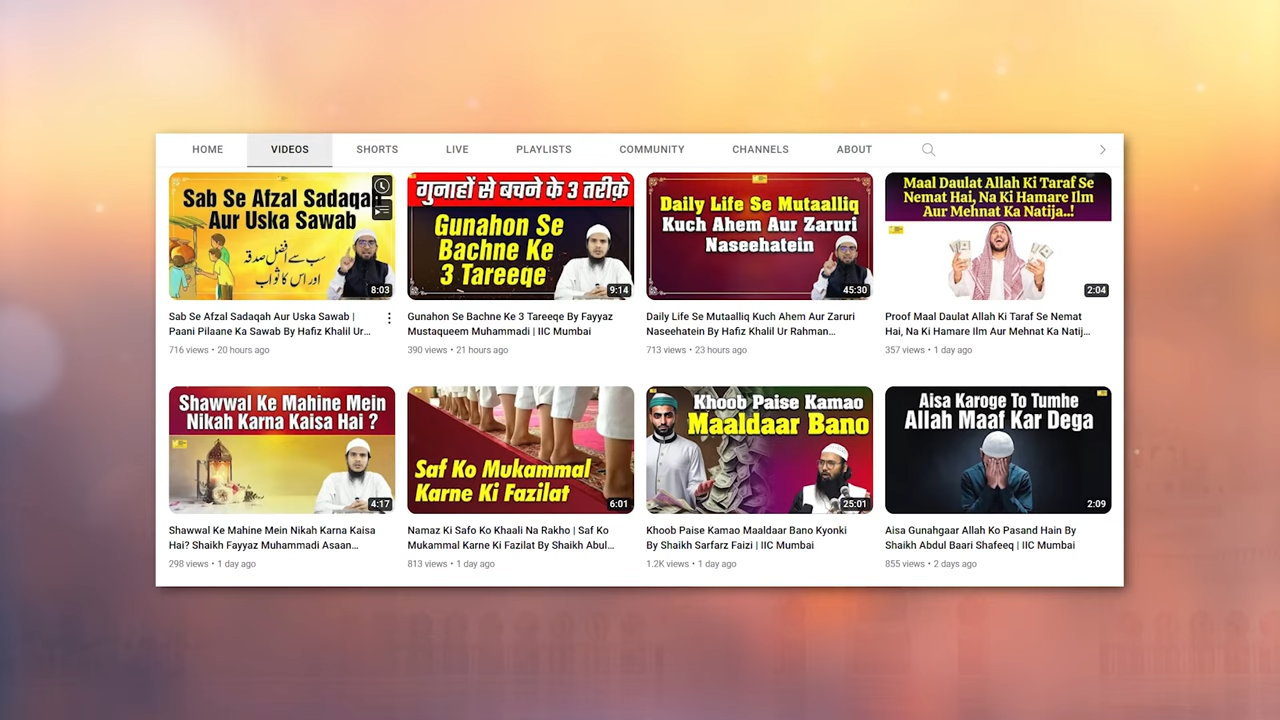 HOME VIDEOS SHORTS LIVE PLAYLISTS COMMUNITY CHANNELS ABOUT
Sab Se Afzal Sadaqah
Aur Uska Sawab
سب سے افضل صدقہ
اور اس کا ثواب
8:03
Sab Se Afzal Sadaqah Aur Uska Sawab |
Paani Pilaane Ka Sawab By Hafiz Khalil Ur...
716 views • 20 hours ago
गुनाहों से बचने के 3 तरीक़े
Gunahon Se
Bachne Ke
3 Tareeqe
9:14
Gunahon Se Bachne Ke 3 Tareeqe By Fayyaz
Mustaqueem Muhammadi | IIC Mumbai
390 views • 21 hours ago
Daily Life Se Mutaalliq
Kuch Ahem Aur Zaruri
Naseehatein
45:30
Daily Life Se Mutaalliq Kuch Ahem Aur Zaruri
Naseehatein By Hafiz Khalil Ur Rahman...
713 views • 23 hours ago
Maal Daulat Allah Ki Taraf Se
Nemat Hai, Na Ki Hamare Ilm
Aur Mehnat Ka Natija..!
2:04
Proof Maal Daulat Allah Ki Taraf Se Nemat
Hai, Na Ki Hamare Ilm Aur Mehnat Ka Natij...
357 views • 1 day ago
Shawwal Ke Mahine Mein
Nikah Karna Kaisa Hai ?
4:17
Shawwal Ke Mahine Mein Nikah Karna Kaisa
Hai? Shaikh Fayyaz Muhammadi Asaan...
298 views • 1 day ago
Saf Ko Mukammal
Karne Ki Fazilat
6:01
Namaz Ki Safo Ko Khaali Na Rakho | Saf Ko
Mukammal Karne Ki Fazilat By Shaikh Abul...
813 views • 1 day ago
Khoob Paise Kamao
Maaldaar Bano
25:01
Khoob Paise Kamao Maaldaar Bano Kyonki
By Shaikh Sarfarz Faizi | IIC Mumbai
1.2K views • 1 day ago
Aisa Karoge To Tumhe
Allah Maaf Kar Dega
2:09
Aisa Gunahgaar Allah Ko Pasand Hain By
Shaikh Abdul Baari Shafeeq | IIC Mumbai
855 views • 2 days ago